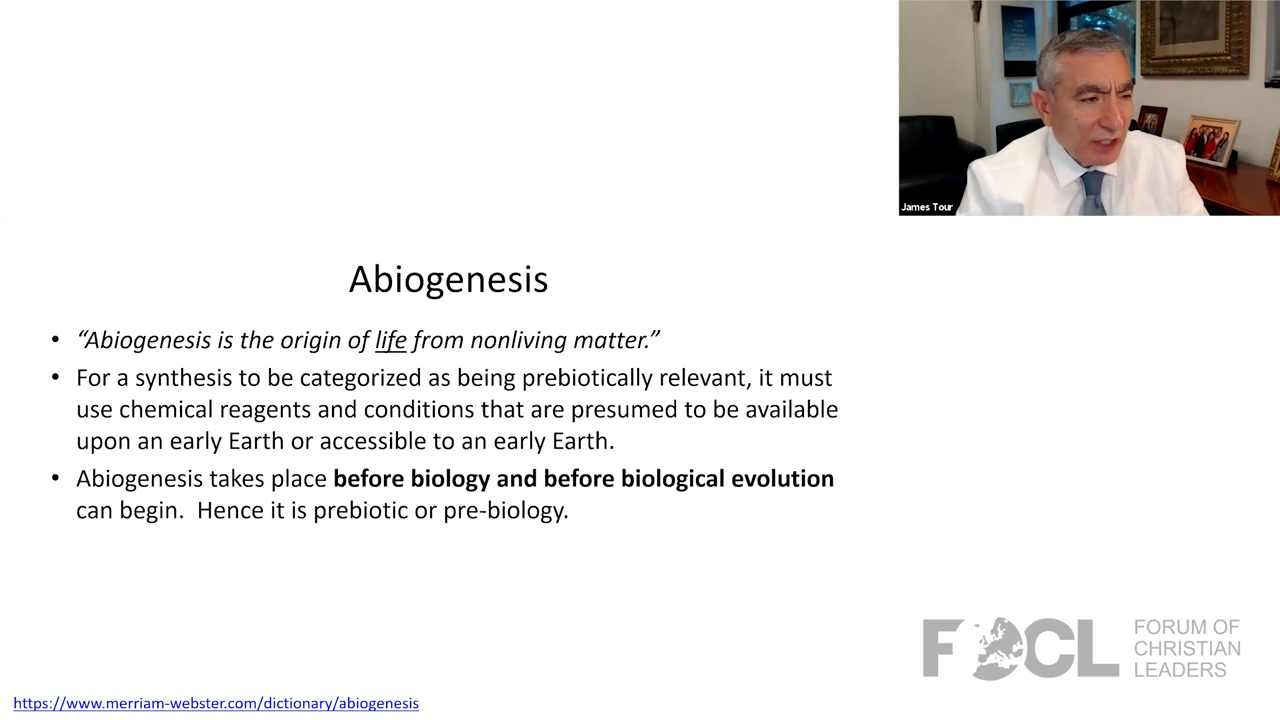 James Tour
Abiogenesis
• “Abiogenesis is the origin of life from nonliving matter.”
• For a synthesis to be categorized as being prebiotically relevant, it must
use chemical reagents and conditions that are presumed to be available
upon an early Earth or accessible to an early Earth.
• Abiogenesis takes place before biology and before biological evolution
can begin.  Hence it is prebiotic or pre-biology.
FOCL
FORUM OF
CHRISTIAN
LEADERS
https://www.merriam-webster.com/dictionary/abiogenesis